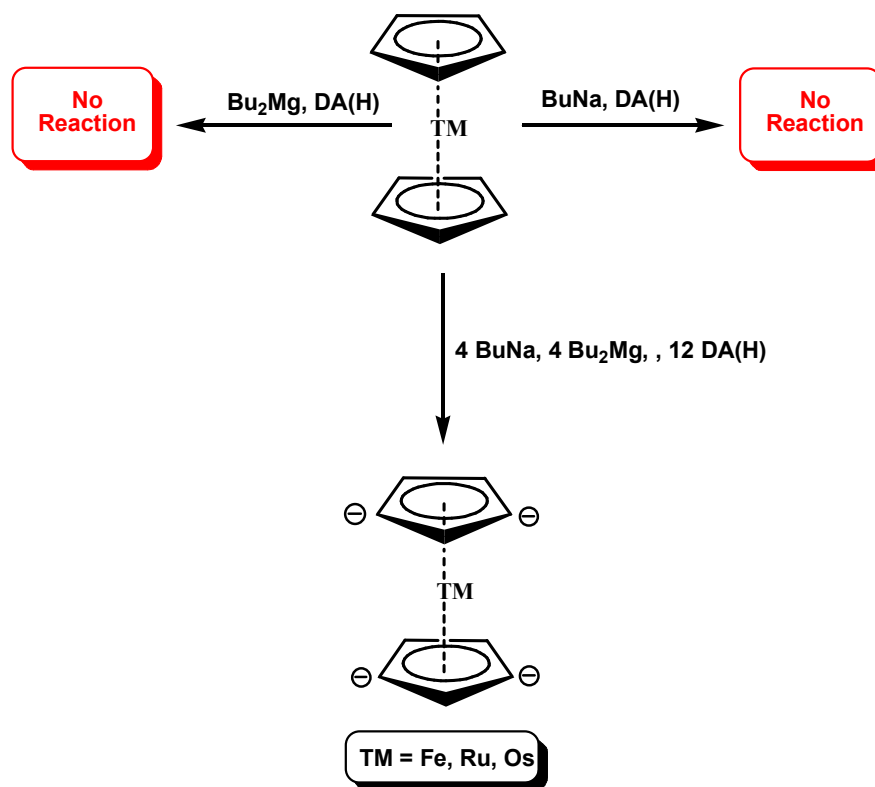 No
Reaction
Bu₂Mg, DA(H)
TM
BuNa, DA(H)
No
Reaction
4 BuNa, 4 Bu₂Mg, , 12 DA(H)
⊖ ⊖
TM
⊖ ⊖
TM = Fe, Ru, Os